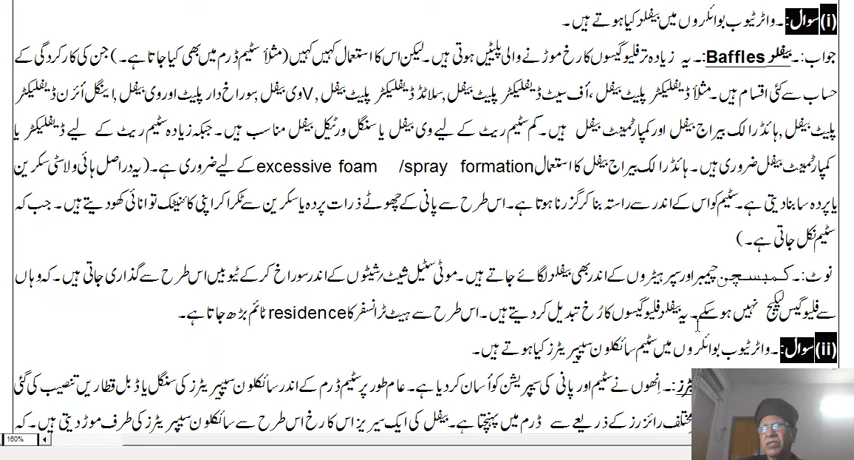 (i) سوال:۔ واٹر ٹیوب بوائلروں میں بیفلز کیا ہوتے ہیں۔
جواب:۔ بیفلز Baffles:۔ یہ زیادہ تر فلیو گیسوں کا رخ موڑنے والی پلیٹیں ہوتی ہیں۔ لیکن اس کا استعمال کہیں کہیں (مثلاً سٹیم ڈرم میں بھی کیا جاتا ہے۔) جن کی کارکردگی کے
حساب سے کئی اقسام ہیں۔ مثلاً ڈیفلیکٹر پلیٹ بیفل، آف سیٹ ڈیفلیکٹر پلیٹ بیفل, سلاٹڈ ڈیفلیکٹر پلیٹ بیفل, V وی بیفل, سوراخ دار پلیٹ اور وی بیفل, اینگل آئرن ڈیفلیکٹر
پلیٹ بیفل, ہائڈرالک بیراج بیفل اور کمپارٹمینٹ بیفل ہیں۔ کم سٹیم ریٹ کے لیے وی بیفل یا سنگل ورٹیکل بیفل مناسب ہیں۔ جبکہ زیادہ سٹیم ریٹ کے لیے ڈیفلیکٹر یا
کمپارٹمینٹ بیفل ضروری ہیں۔ ہائڈرالک بیراج بیفل کا استعمال excessive foam /spray formation کے لیے ضروری ہے۔ (یہ دراصل ہائی ولاسٹی سکرین
یا پردہ سا بنا دیتی ہے۔ سٹیم کو اس کے اندر سے راستہ بنا کر گزرنا ہوتا ہے۔ اس طرح سے پانی کے چھوٹے ذرات پردہ یا سکرین سے ٹکرا کر اپنی کائنیٹک توانائی کھو دیتے ہیں۔ جب کہ
سٹیم نکل جاتی ہے۔)
نوٹ:۔ کمبسچن چیمبر اور سپر ہیٹروں کے اندر بھی بیفلز لگائے جاتے ہیں۔ موٹی سٹیل شیٹ رشیٹوں کے اندر سوراخ کر کے ٹیوبیں اس طرح سے گذاری جاتی ہیں۔ کہ وہاں
سے فلیو گیس لیکیج نہیں ہو سکے۔ یہ بیفلز فلیو گیسوں کا رُخ تبدیل کر دیتے ہیں۔ اس طرح سے ہیٹ ٹرانسفر کا residence ٹائم بڑھ جاتا ہے۔
(ii) سوال:۔ واٹر ٹیوب بوائلروں میں سٹیم سائکلون سیپریٹرز کیا ہوتے ہیں۔
:۔ اِنھوں نے سٹیم اور پانی کی سیپریشن کو آسان کر دیا ہے۔ عام طور پر سٹیم ڈرم کے اندر سائکلون سیپریٹرز کی سنگل یا ڈبل قطاریں تنصیب کی گئی
مختلف رائزرز کے ذریعے سے ڈرم میں پہنچتا ہے۔ بیفل کی ایک سیریز اس کا رخ اس طرح سے سائکلون سیپریٹرز کی طرف موڑ دیتی ہیں۔ کہ
160%